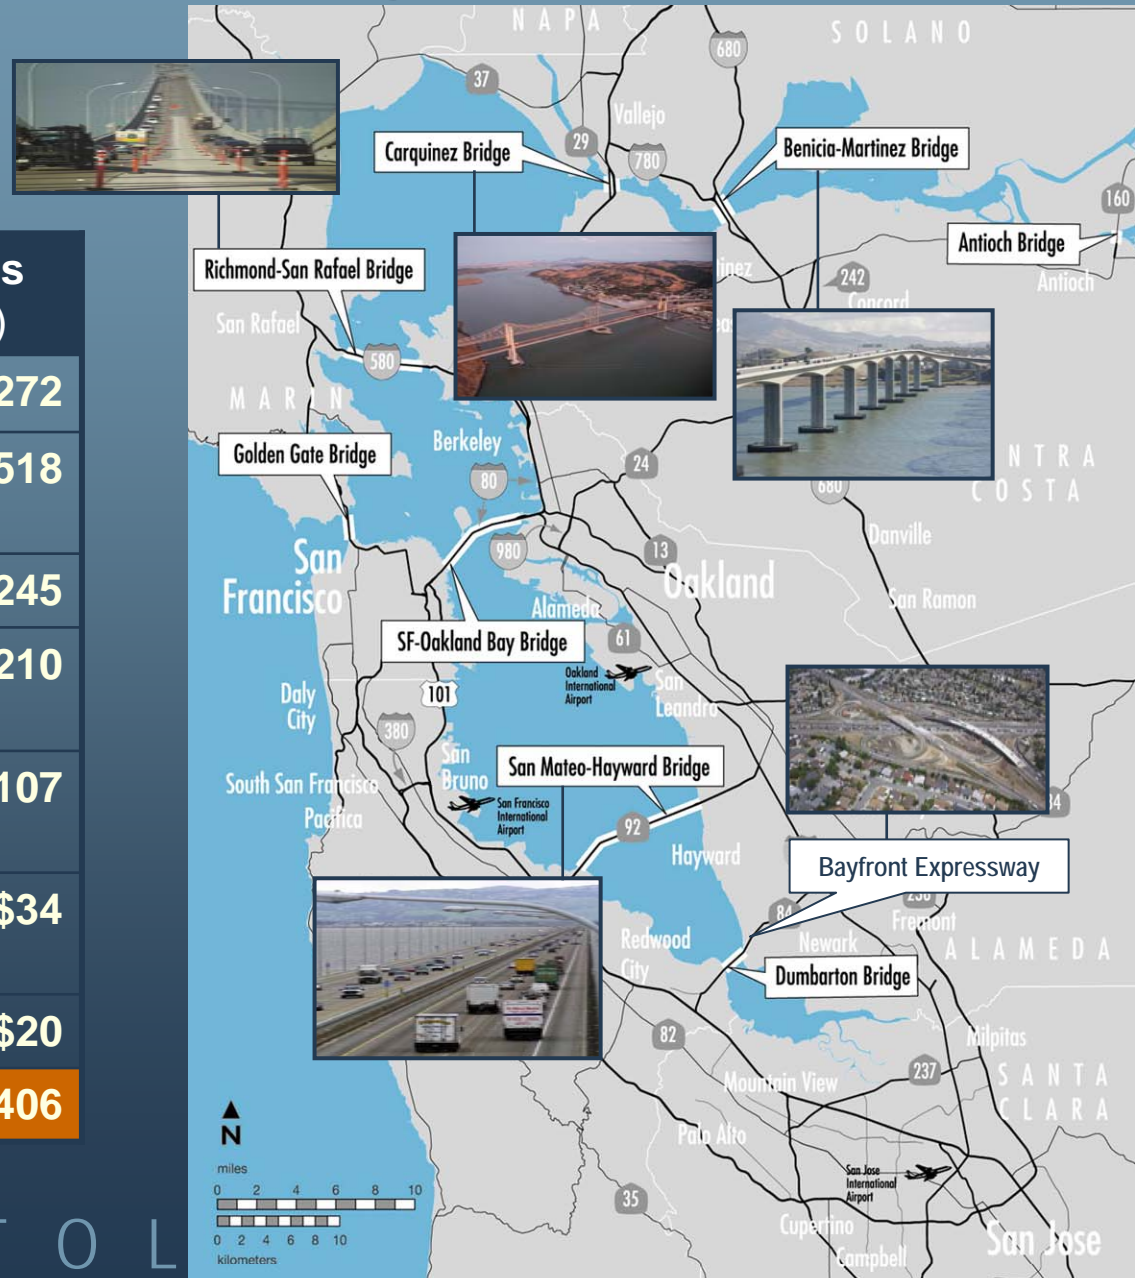 s
)
272
518
245
210
107
$34
$20
406
T O L
NAPA
SOLANO
680
37
Vallejo
29
780
Carquinez Bridge
Benicia-Martinez Bridge
160
Antioch Bridge
Antioch
Richmond-San Rafael Bridge
242
Concord
San Rafael
580
MARIN
Golden Gate Bridge
Berkeley
80
24
NTRA
COSTA
680
Danville
980
13
San
Francisco
Oakland
Alameda
San Ramon
SF-Oakland Bay Bridge
61
Oakland
International
Airport
San
Leandro
Daly
City
101
380
San
Bruno
San Mateo-Hayward Bridge
South San Francisco
San Francisco
International
Airport
Pacifica
92
Hayward
84
Bayfront Expressway
Fremont
Redwood
City
Newark
ALAMEDA
Dumbarton Bridge
82
Milpitas
237
Mountain View
SANTA
CLARA
Palo Alto
San Jose
International
Airport
35
Cupertino
Campbell
San Jose
N
miles
0 2 4 6 8 10
0 2 4 6 8 10
kilometers